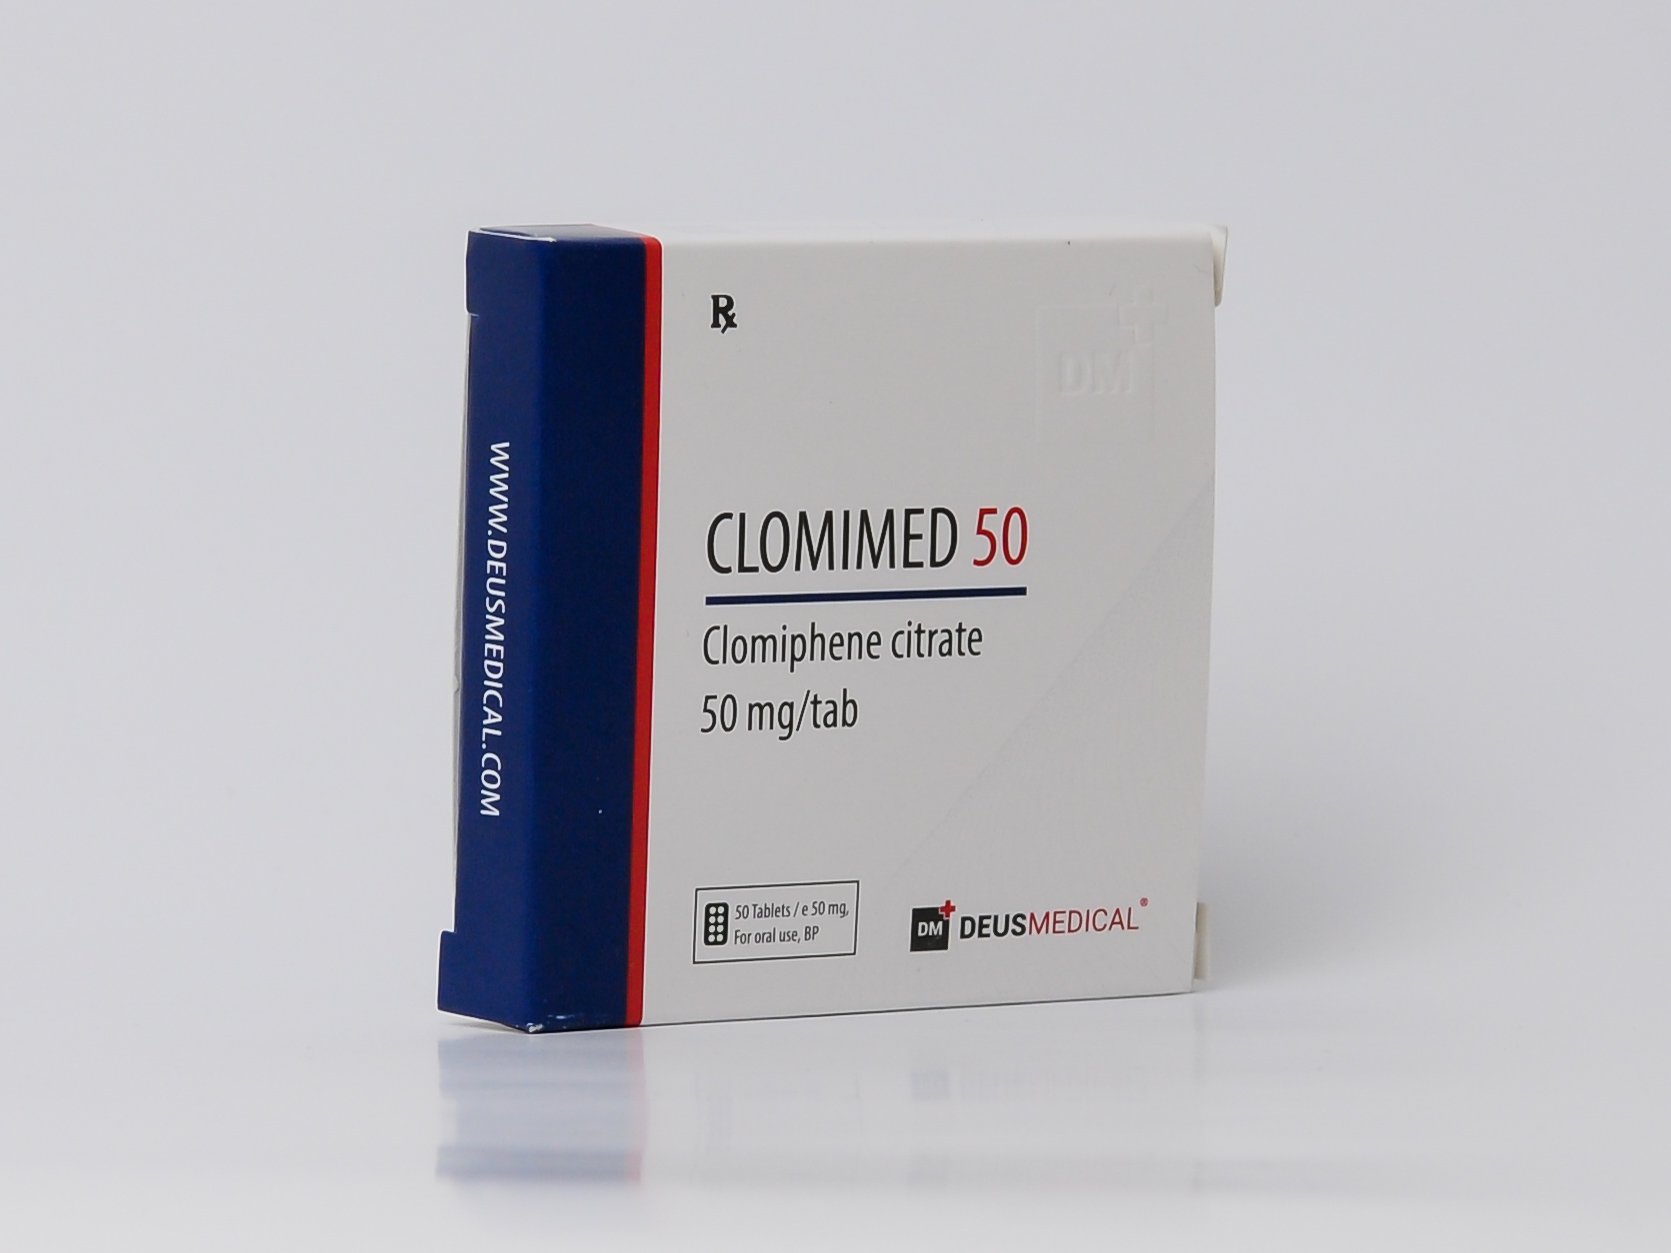 WWW.DEUSMEDICAL.COM
Rx
DM
CLOMIMED 50
Clomiphene citrate
50 mg/tab
50 Tablets / e 50 mg,
For oral use, BP
DM DEUSMEDICAL®